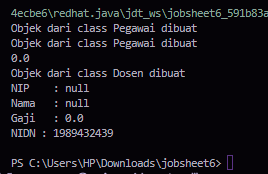 4ecbe6\redhat.java\jdt_ws\jobsheet6_591b83a
Objek dari class Pegawai dibuat
Objek dari class Pegawai dibuat
0.0
Objek dari class Dosen dibuat
NIP : null
Nama : null
Gaji : 0.0
NIDN : 1989432439
PS C:\Users\HP\Downloads\jobsheet6>